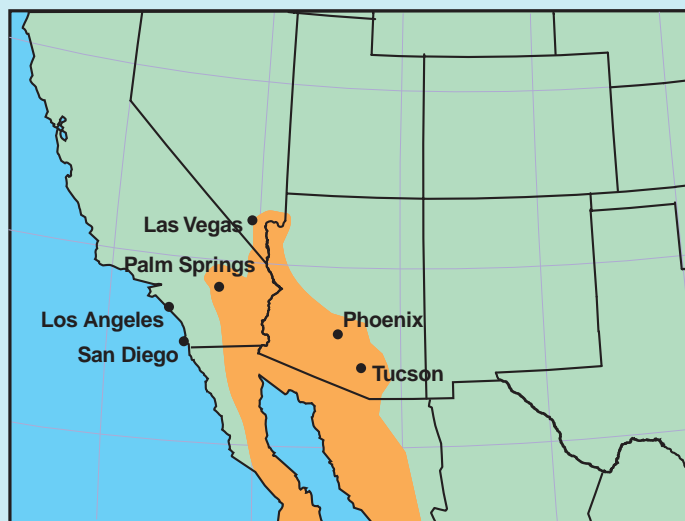 Las Vegas
Palm Springs
Los Angeles
Phoenix
San Diego
Tucson